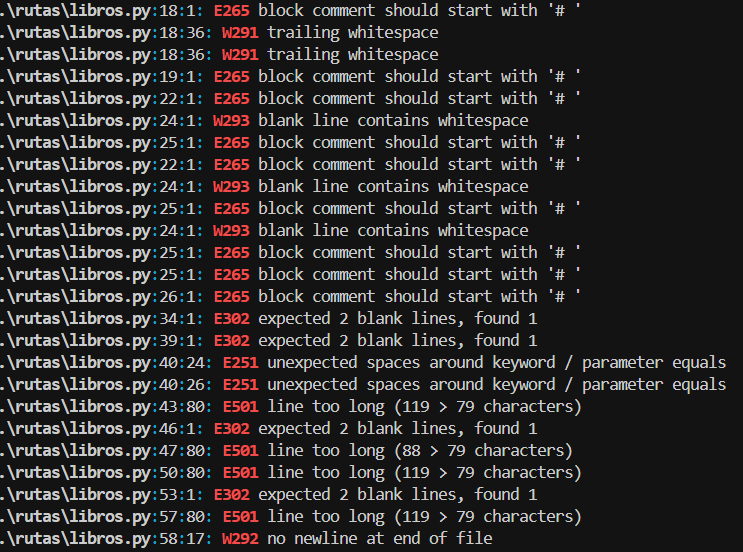 .\rutas\libros.py:18:1: E265 block comment should start with '# '
.\rutas\libros.py:18:36: W291 trailing whitespace
.\rutas\libros.py:18:36: W291 trailing whitespace
.\rutas\libros.py:19:1: E265 block comment should start with '# '
.\rutas\libros.py:22:1: E265 block comment should start with '# '
.\rutas\libros.py:24:1: W293 blank line contains whitespace
.\rutas\libros.py:25:1: E265 block comment should start with '# '
.\rutas\libros.py:22:1: E265 block comment should start with '# '
.\rutas\libros.py:24:1: W293 blank line contains whitespace
.\rutas\libros.py:25:1: E265 block comment should start with '# '
.\rutas\libros.py:24:1: W293 blank line contains whitespace
.\rutas\libros.py:25:1: E265 block comment should start with '# '
.\rutas\libros.py:25:1: E265 block comment should start with '# '
.\rutas\libros.py:26:1: E265 block comment should start with '# '
.\rutas\libros.py:34:1: E302 expected 2 blank lines, found 1
.\rutas\libros.py:39:1: E302 expected 2 blank lines, found 1
.\rutas\libros.py:40:24: E251 unexpected spaces around keyword / parameter equals
.\rutas\libros.py:40:26: E251 unexpected spaces around keyword / parameter equals
.\rutas\libros.py:43:80: E501 line too long (119 > 79 characters)
.\rutas\libros.py:46:1: E302 expected 2 blank lines, found 1
.\rutas\libros.py:47:80: E501 line too long (88 > 79 characters)
.\rutas\libros.py:50:80: E501 line too long (119 > 79 characters)
.\rutas\libros.py:53:1: E302 expected 2 blank lines, found 1
.\rutas\libros.py:57:80: E501 line too long (119 > 79 characters)
.\rutas\libros.py:58:17: W292 no newline at end of file